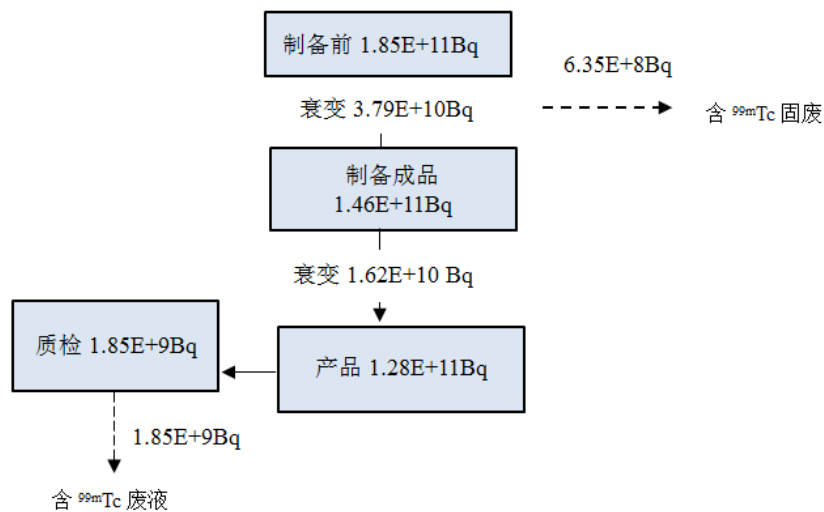 制备前 1.85E+11Bq
6.35E+8Bq
衰变 3.79E+10Bq
含 ⁹⁹ᵐTc 固废
制备成品
1.46E+11Bq
衰变 1.62E+10 Bq
质检 1.85E+9Bq
产品 1.28E+11Bq
1.85E+9Bq
含 ⁹⁹ᵐTc 废液